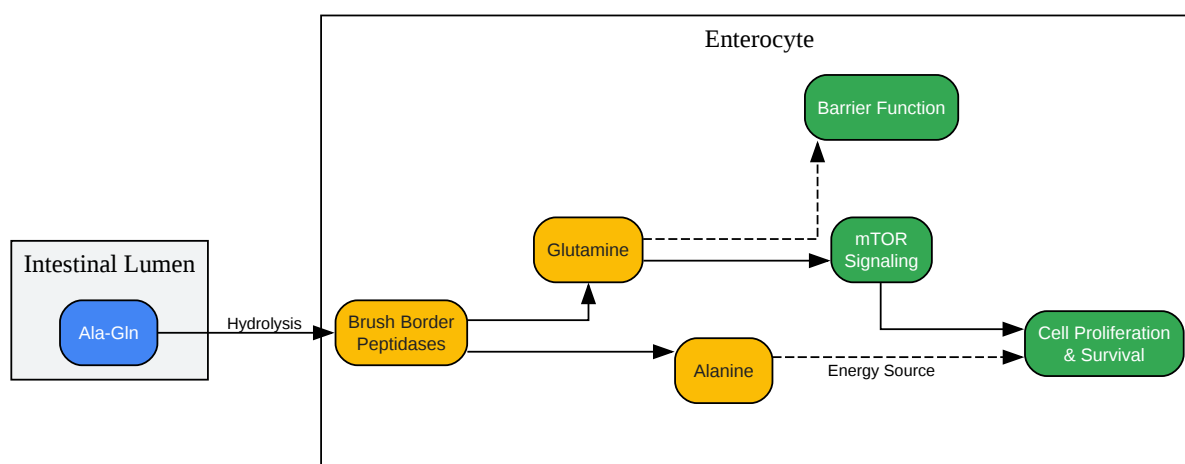 Enterocyte
Barrier Function
Intestinal Lumen
Ala-Gln
Hydrolysis
Brush Border
Peptidases
Glutamine
mTOR
Signaling
Alanine
Energy Source
Cell Proliferation
& Survival